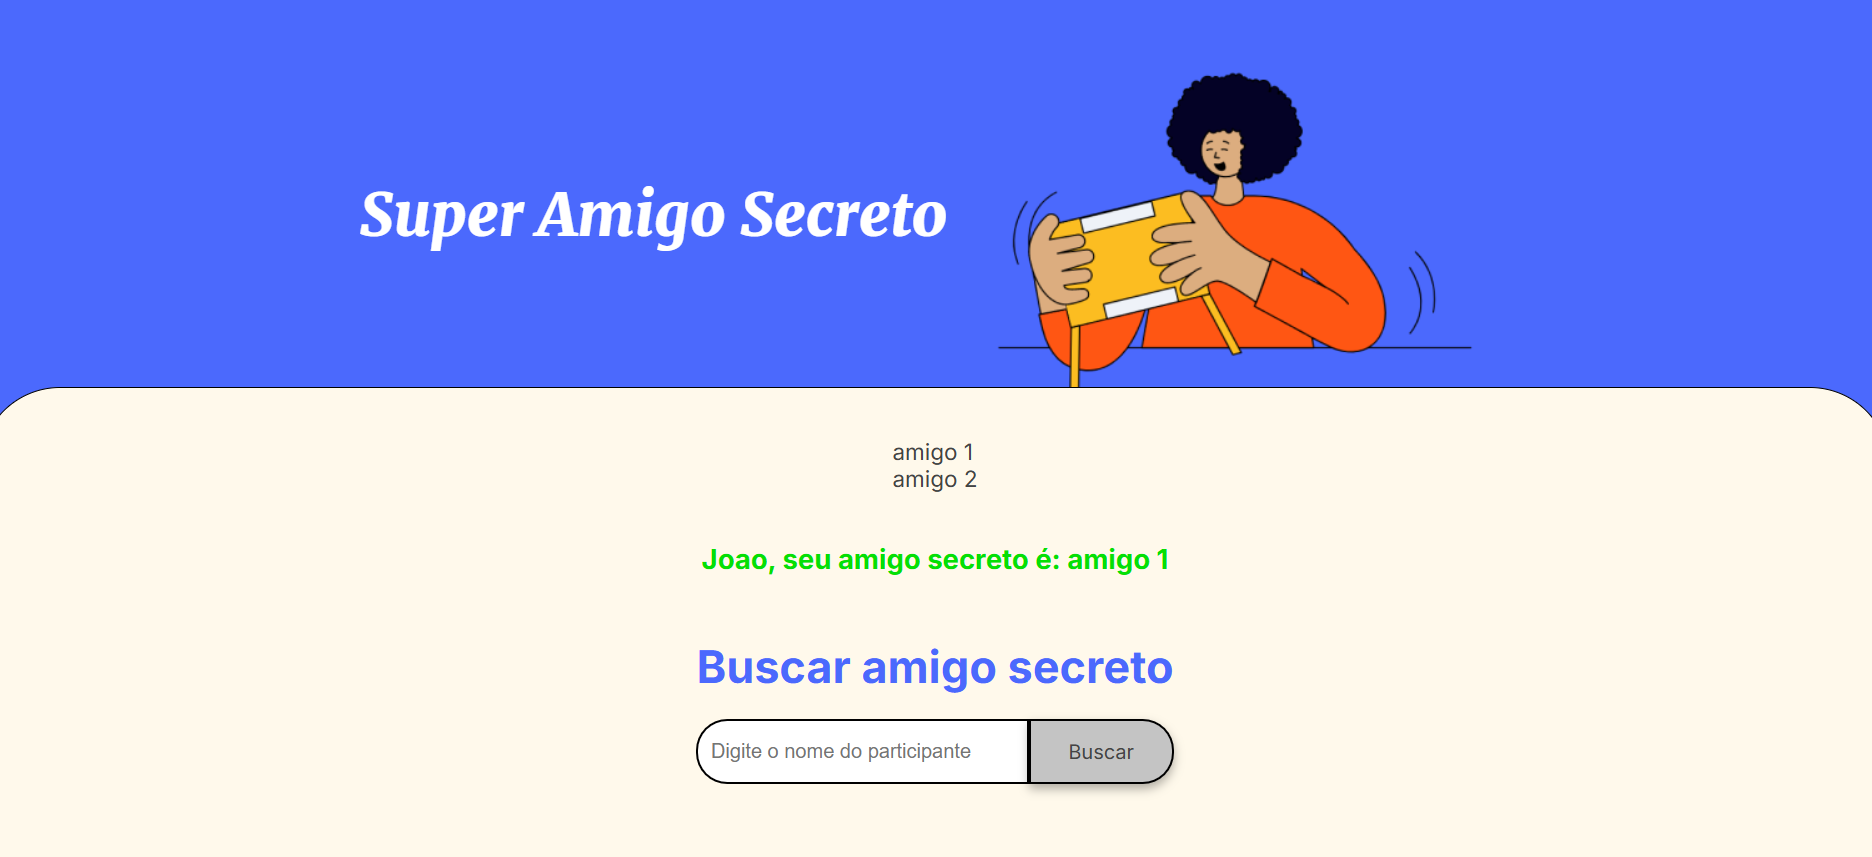 Super Amigo Secreto
amigo 1
amigo 2
Joao, seu amigo secreto é: amigo 1
Buscar amigo secreto
Digite o nome do participante
Buscar